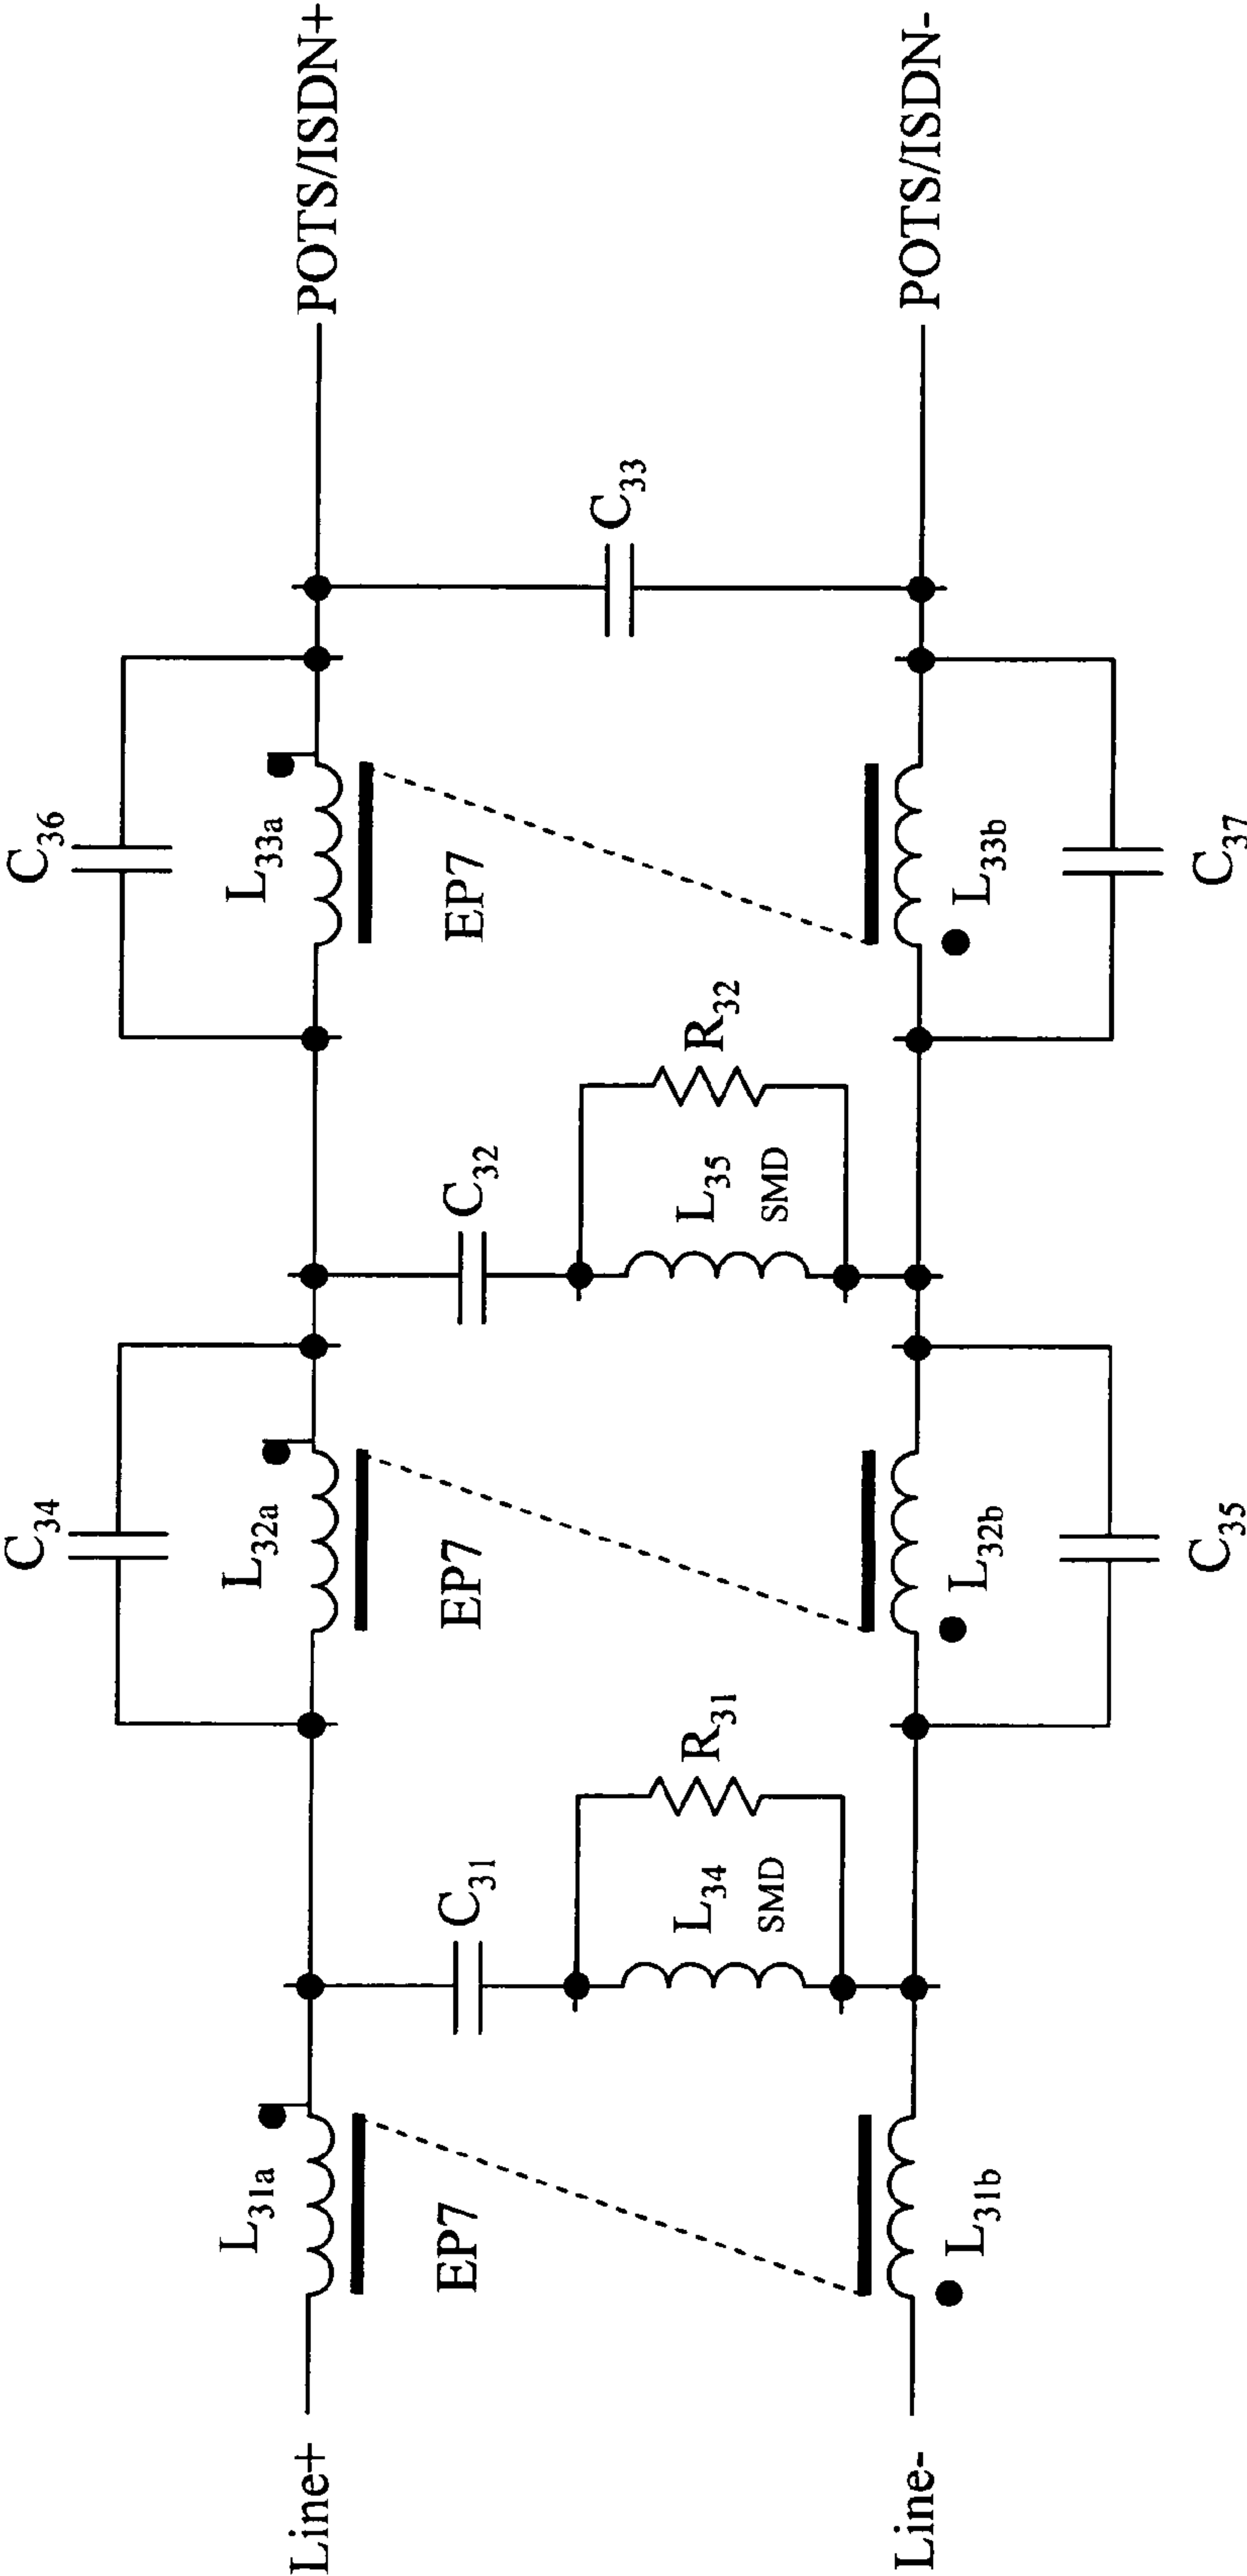 C₃₄
C₃₆
L₃₁ₐ
L₃₂ₐ
L₃₃ₐ
Line+
POTS/ISDN+
EP7
EP7
EP7
C₃₁
C₃₂
C₃₃
L₃₄
SMD
R₃₁
L₃₅
SMD
R₃₂
Line-
POTS/ISDN-
L31b
L32b
L33b
C₃₅
C₃₇